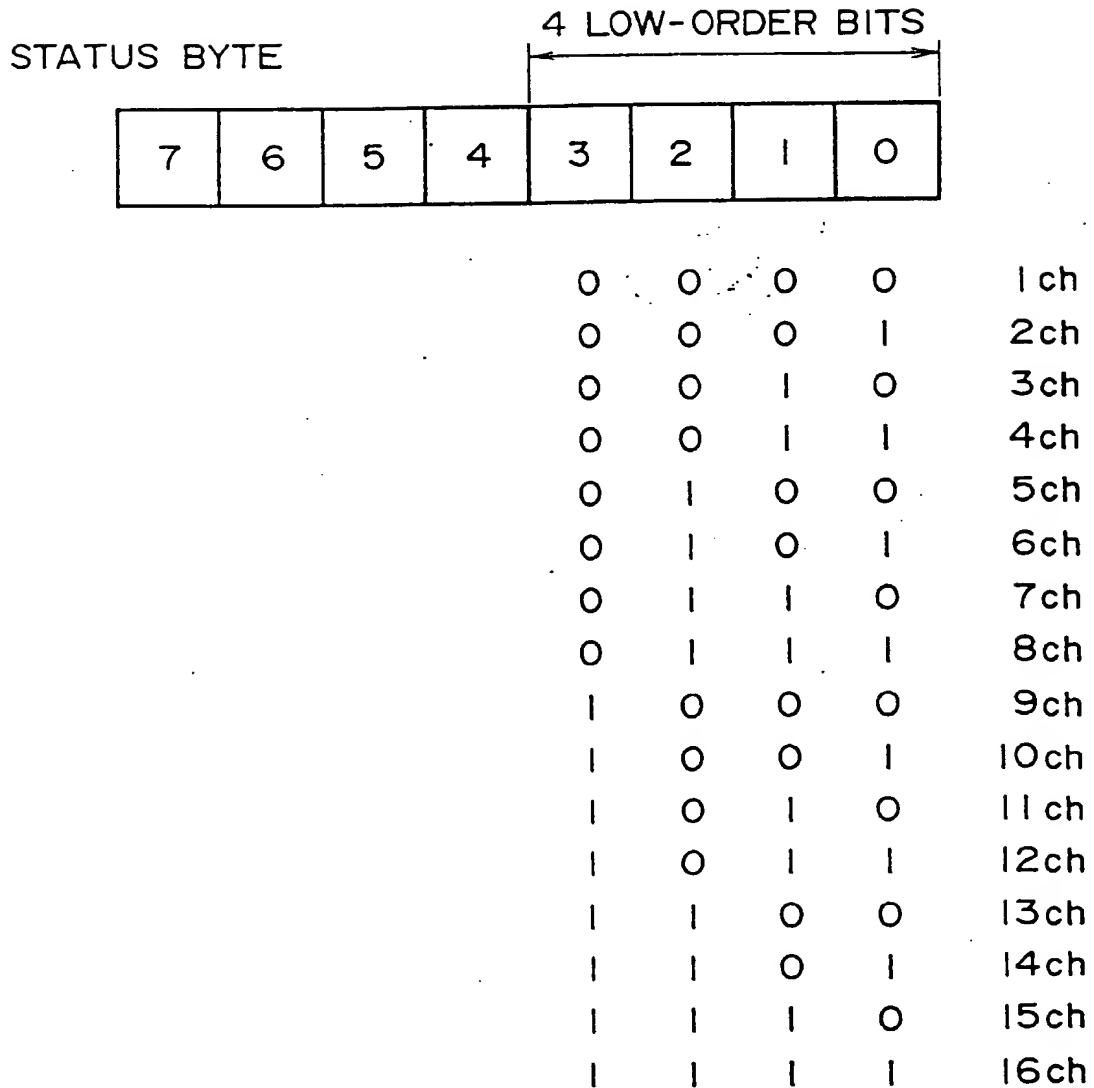 4 LOW-ORDER BITS
STATUS BYTE
7 6 5 4 3 2 1 0
0 0 0 0 1ch
0 0 0 1 2ch
0 0 1 0 3ch
0 0 1 1 4ch
0 1 0 0 5ch
0 1 0 1 6ch
0 1 1 0 7ch
0 1 1 1 8ch
1 0 0 0 9ch
1 0 0 1 10ch
1 0 1 0 11ch
1 0 1 1 12ch
1 1 0 0 13ch
1 1 0 1 14ch
1 1 1 0 15ch
1 1 1 1 16ch